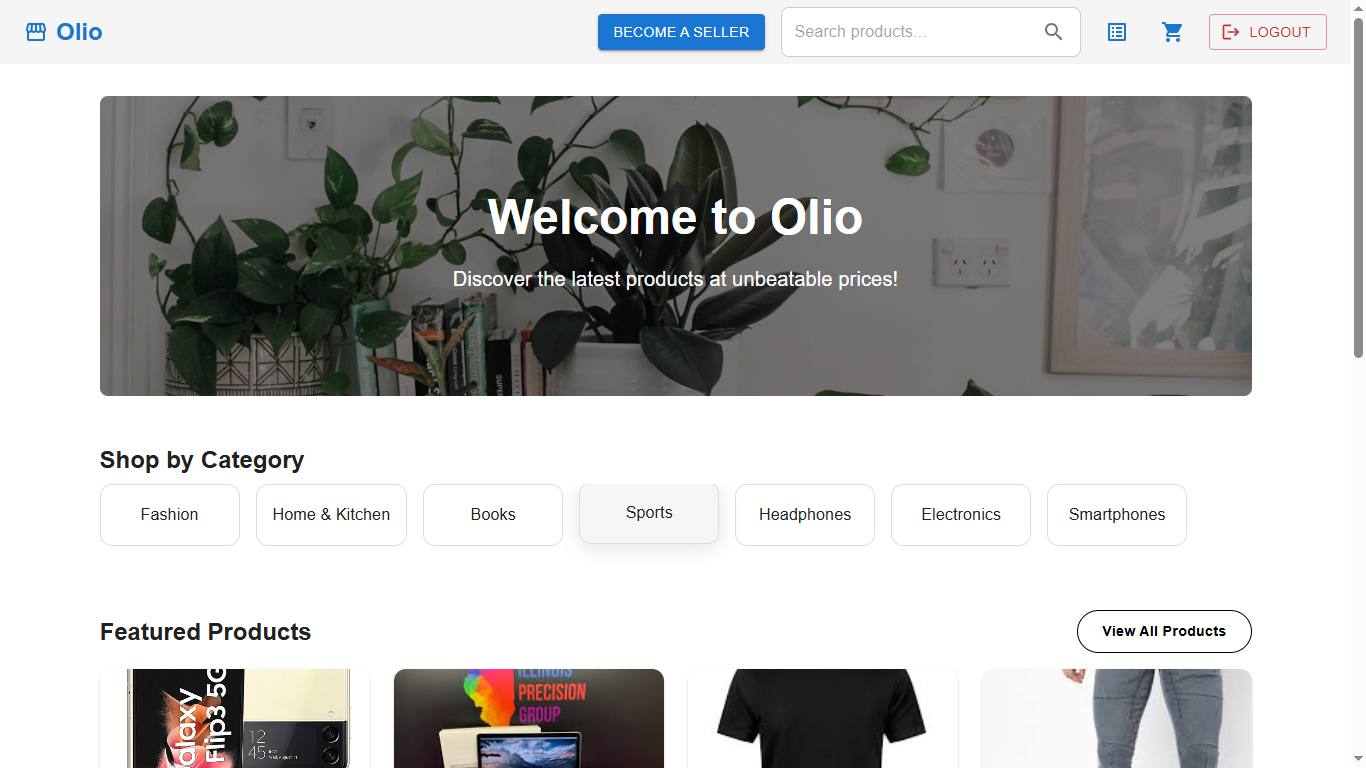 Olio
BECOME A SELLER
Search products...
LOGOUT
Welcome to Olio
Discover the latest products at unbeatable prices!
Shop by Category
Fashion
Home & Kitchen
Books
Sports
Headphones
Electronics
Smartphones
Featured Products
View All Products
Galaxy
Flip3 5G
12
45
ILLINOIS
PRECISION
GROUP